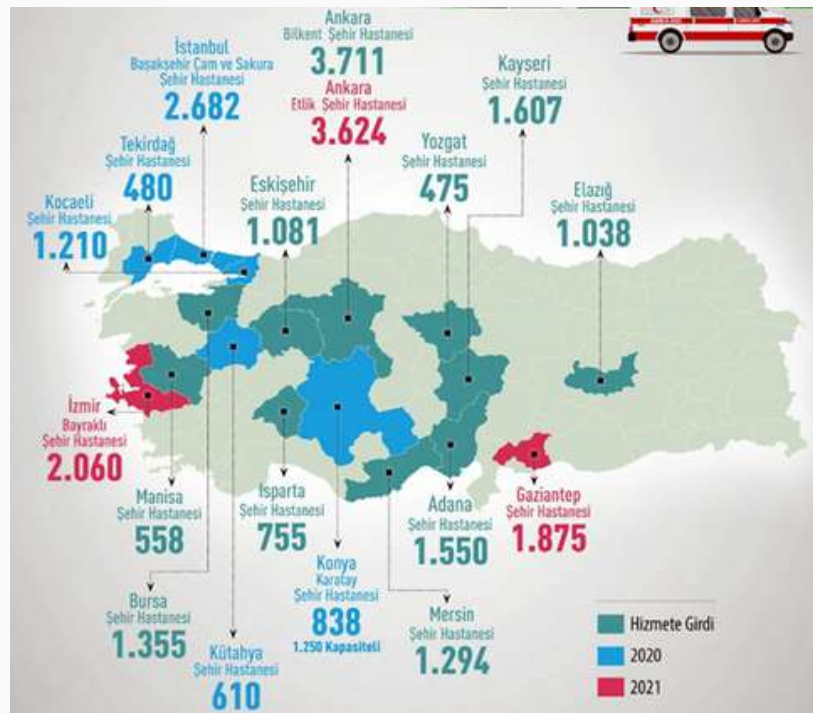 Ankara
Bilkent Şehir Hastanesi
3.711
Ankara
Etlik Şehir Hastanesi
3.624
İstanbul
Başakşehir Çam ve Sakura
Şehir Hastanesi
2.682
Kayseri
Şehir Hastanesi
1.607
Tekirdağ
Şehir Hastanesi
480
Yozgat
Şehir Hastanesi
475
Kocaeli
Şehir Hastanesi
1.210
Eskişehir
Şehir Hastanesi
1.081
Elazığ
Şehir Hastanesi
1.038
İzmir
Bayraklı
Şehir Hastanesi
2.060
Manisa
Şehir Hastanesi
558
Isparta
Şehir Hastanesi
755
Adana
Şehir Hastanesi
1.550
Gaziantep
Şehir Hastanesi
1.875
Konya
Karatay
Şehir Hastanesi
838
1.250 Kapasiteli
Bursa
Şehir Hastanesi
1.355
Mersin
Şehir Hastanesi
1.294
Kütahya
Şehir Hastanesi
610
Hizmete Girdi
2020
2021